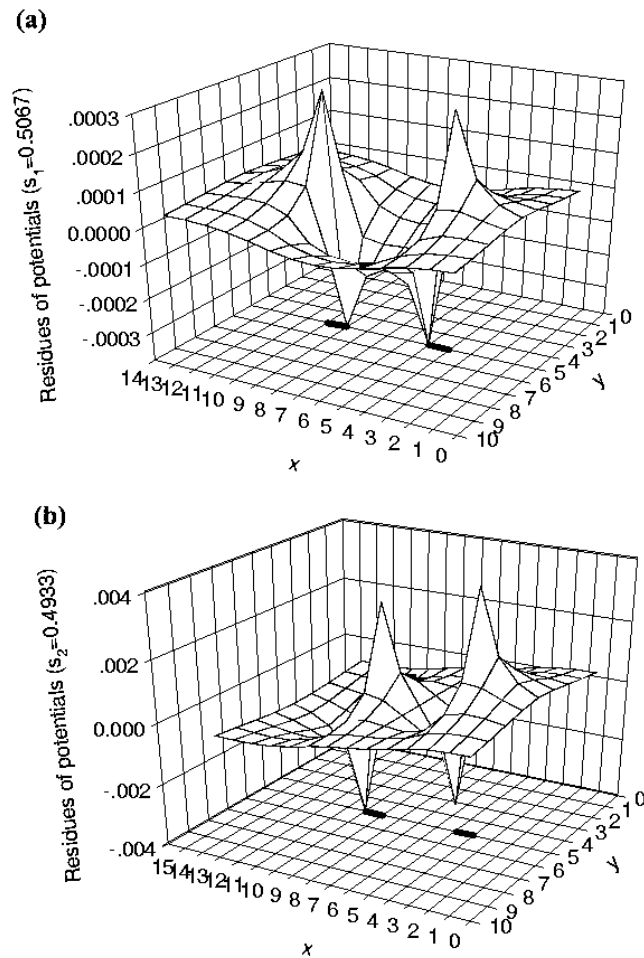 (a)
Residues of potentials (s1=0.5067)
.0003
.0002
.0001
0.0000
-.0001
-.0002
-.0003
14 13 12 11 10 9 8 7 6 5 4 3 2 1 0
x
10 9 8 7 6 5 4 3 2 1 0
y
(b)
Residues of potentials (s2=0.4933)
.004
.002
0.000
-.002
-.004
15 14 13 12 11 10 9 8 7 6 5 4 3 2 1 0
x
10 9 8 7 6 5 4 3 2 1 0
y